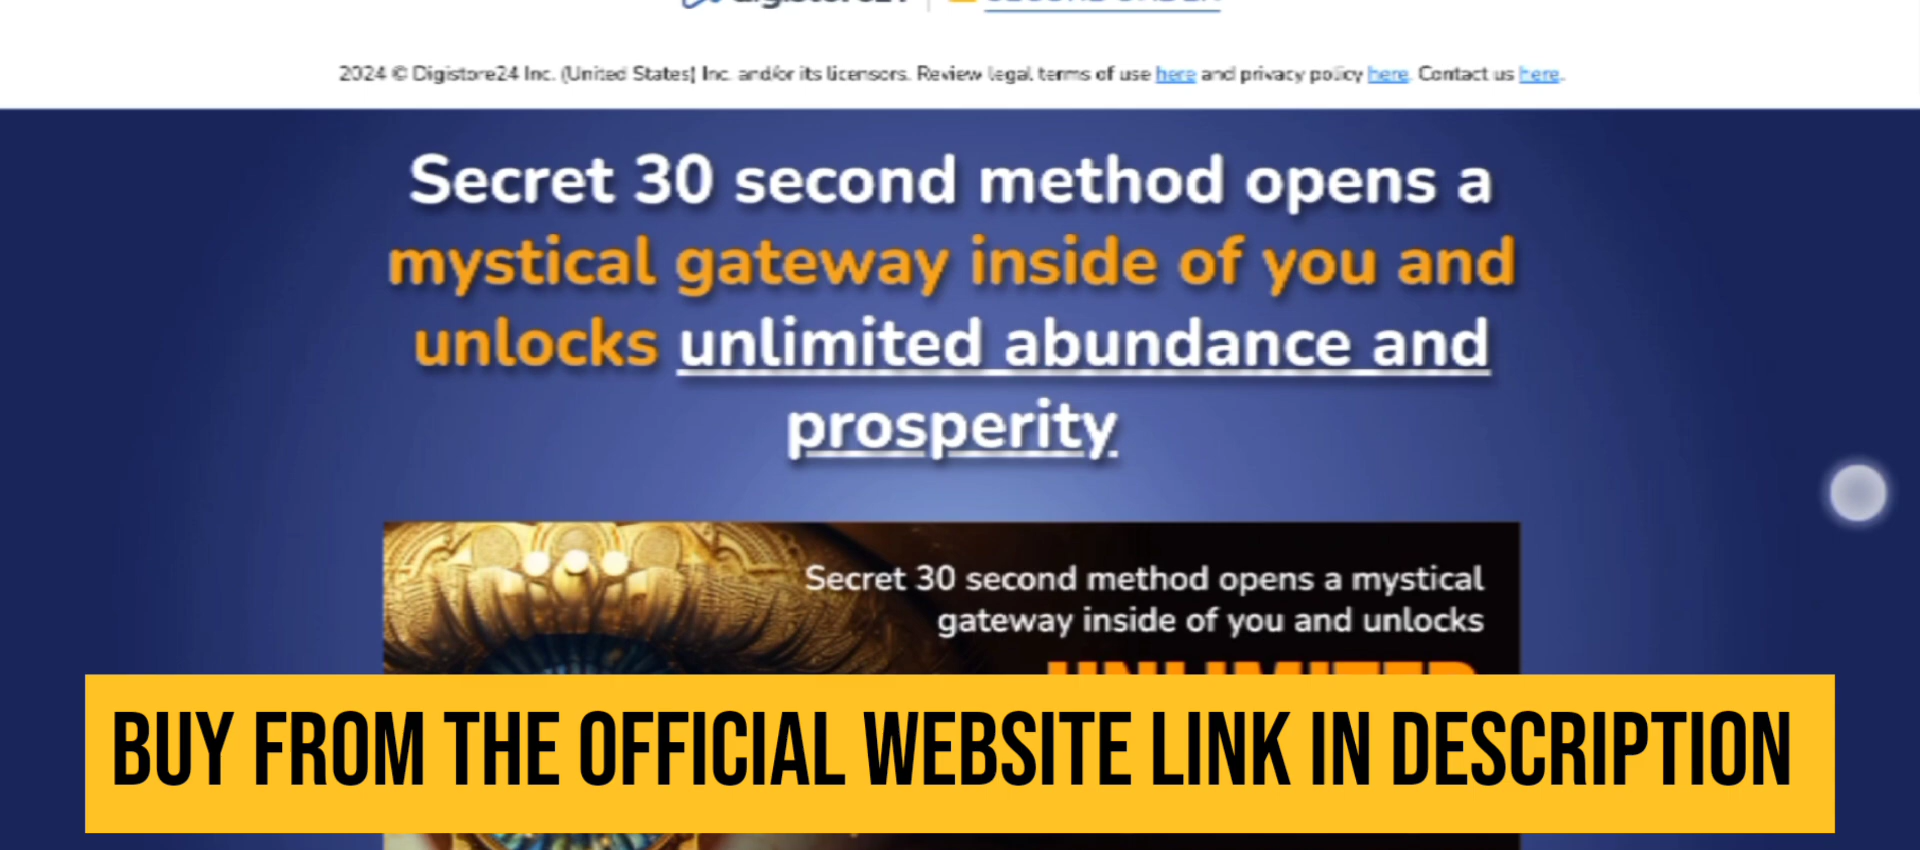 2024 © Digistore24 Inc. (United States) Inc. and/or its licensors. Review legal terms of use here and privacy policy here. Contact us here.
Secret 30 second method opens a
mystical gateway inside of you and
unlocks unlimited abundance and
prosperity.
Secret 30 second method opens a mystical
gateway inside of you and unlocks
BUY FROM THE OFFICIAL WEBSITE LINK IN DESCRIPTION